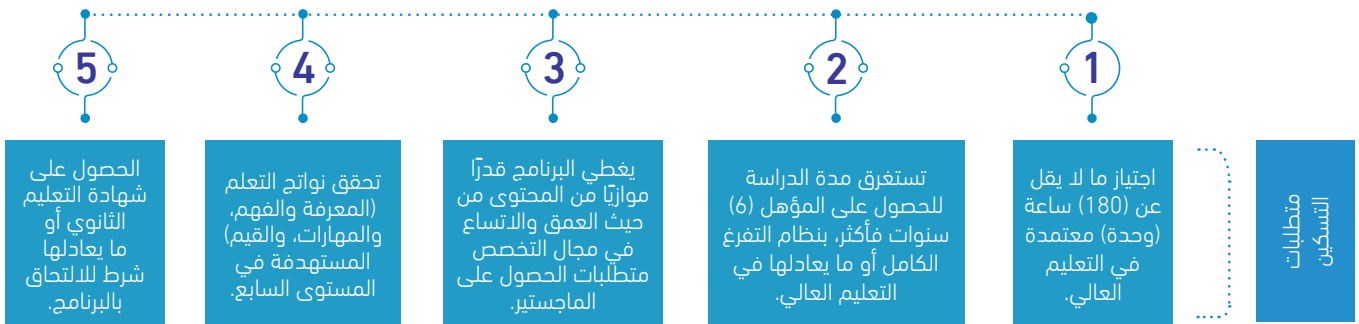 متطلبات
التسكين
1
اجتياز ما لا يقل
عن (180) ساعة
(وحدة) معتمدة
في التعليم
العالي.
2
تستغرق مدة الدراسة
للحصول على المؤهل (6)
سنوات فأكثر، بنظام التفرغ
الكامل أو ما يعادلها في
التعليم العالي.
3
يغطي البرنامج قدرًا
موازيًا من المحتوى من
حيث العمق والاتساع
في مجال التخصص
متطلبات الحصول على
الماجستير.
4
تحقق نواتج التعلم
(المعرفة والفهم،
والمهارات، والقيم)
المستهدفة في
المستوى السابع.
5
الحصول على
شهادة التعليم
الثانوي أو
ما يعادلها
شرط للالتحاق
بالبرنامج.